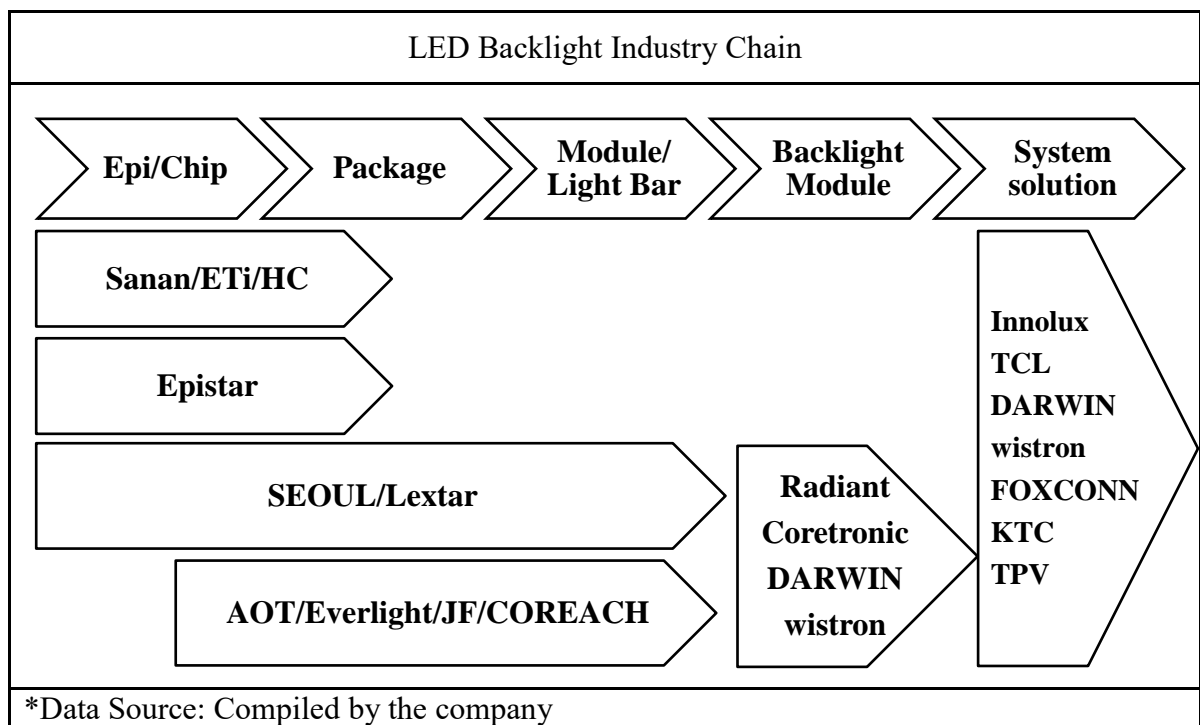 LED Backlight Industry Chain
Epi/Chip
Package
Module/
Light Bar
Backlight
Module
System
solution
Sanan/ETi/HC
Epistar
SEOUL/Lextar
AOT/Everlight/JF/COREACH
Radiant
Coretronic
DARWIN
wistron
Innolux
TCL
DARWIN
wistron
FOXCONN
KTC
TPV
*Data Source: Compiled by the company